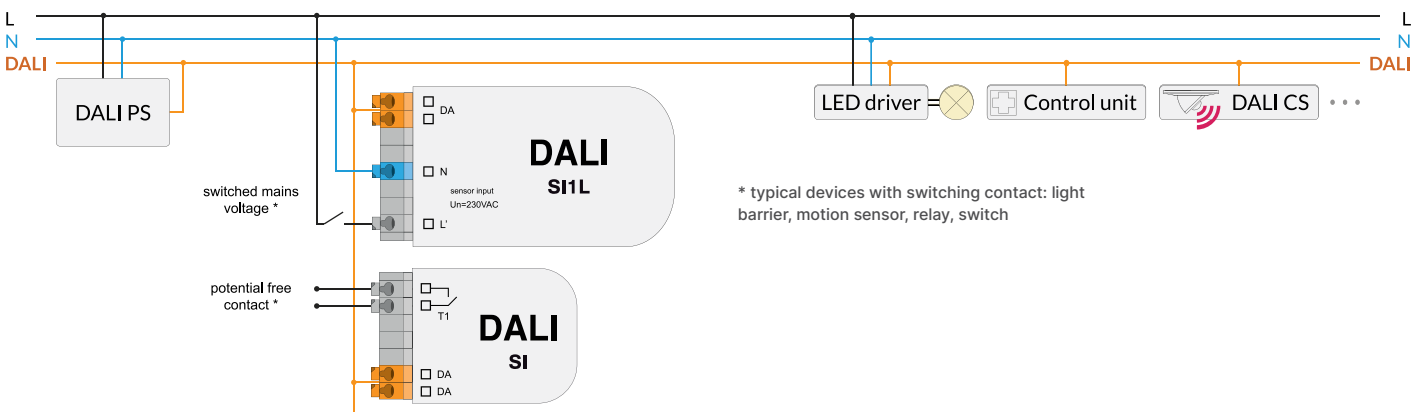 L
L
N
N
DALI
DALI
DALI PS
LED driver
Control unit
DALI CS
DA
DALI
SI1L
N
sensor input
Un=230VAC
L'
switched mains
voltage *
* typical devices with switching contact: light
barrier, motion sensor, relay, switch
potential free
contact *
T1
DALI
SI
DA
DA